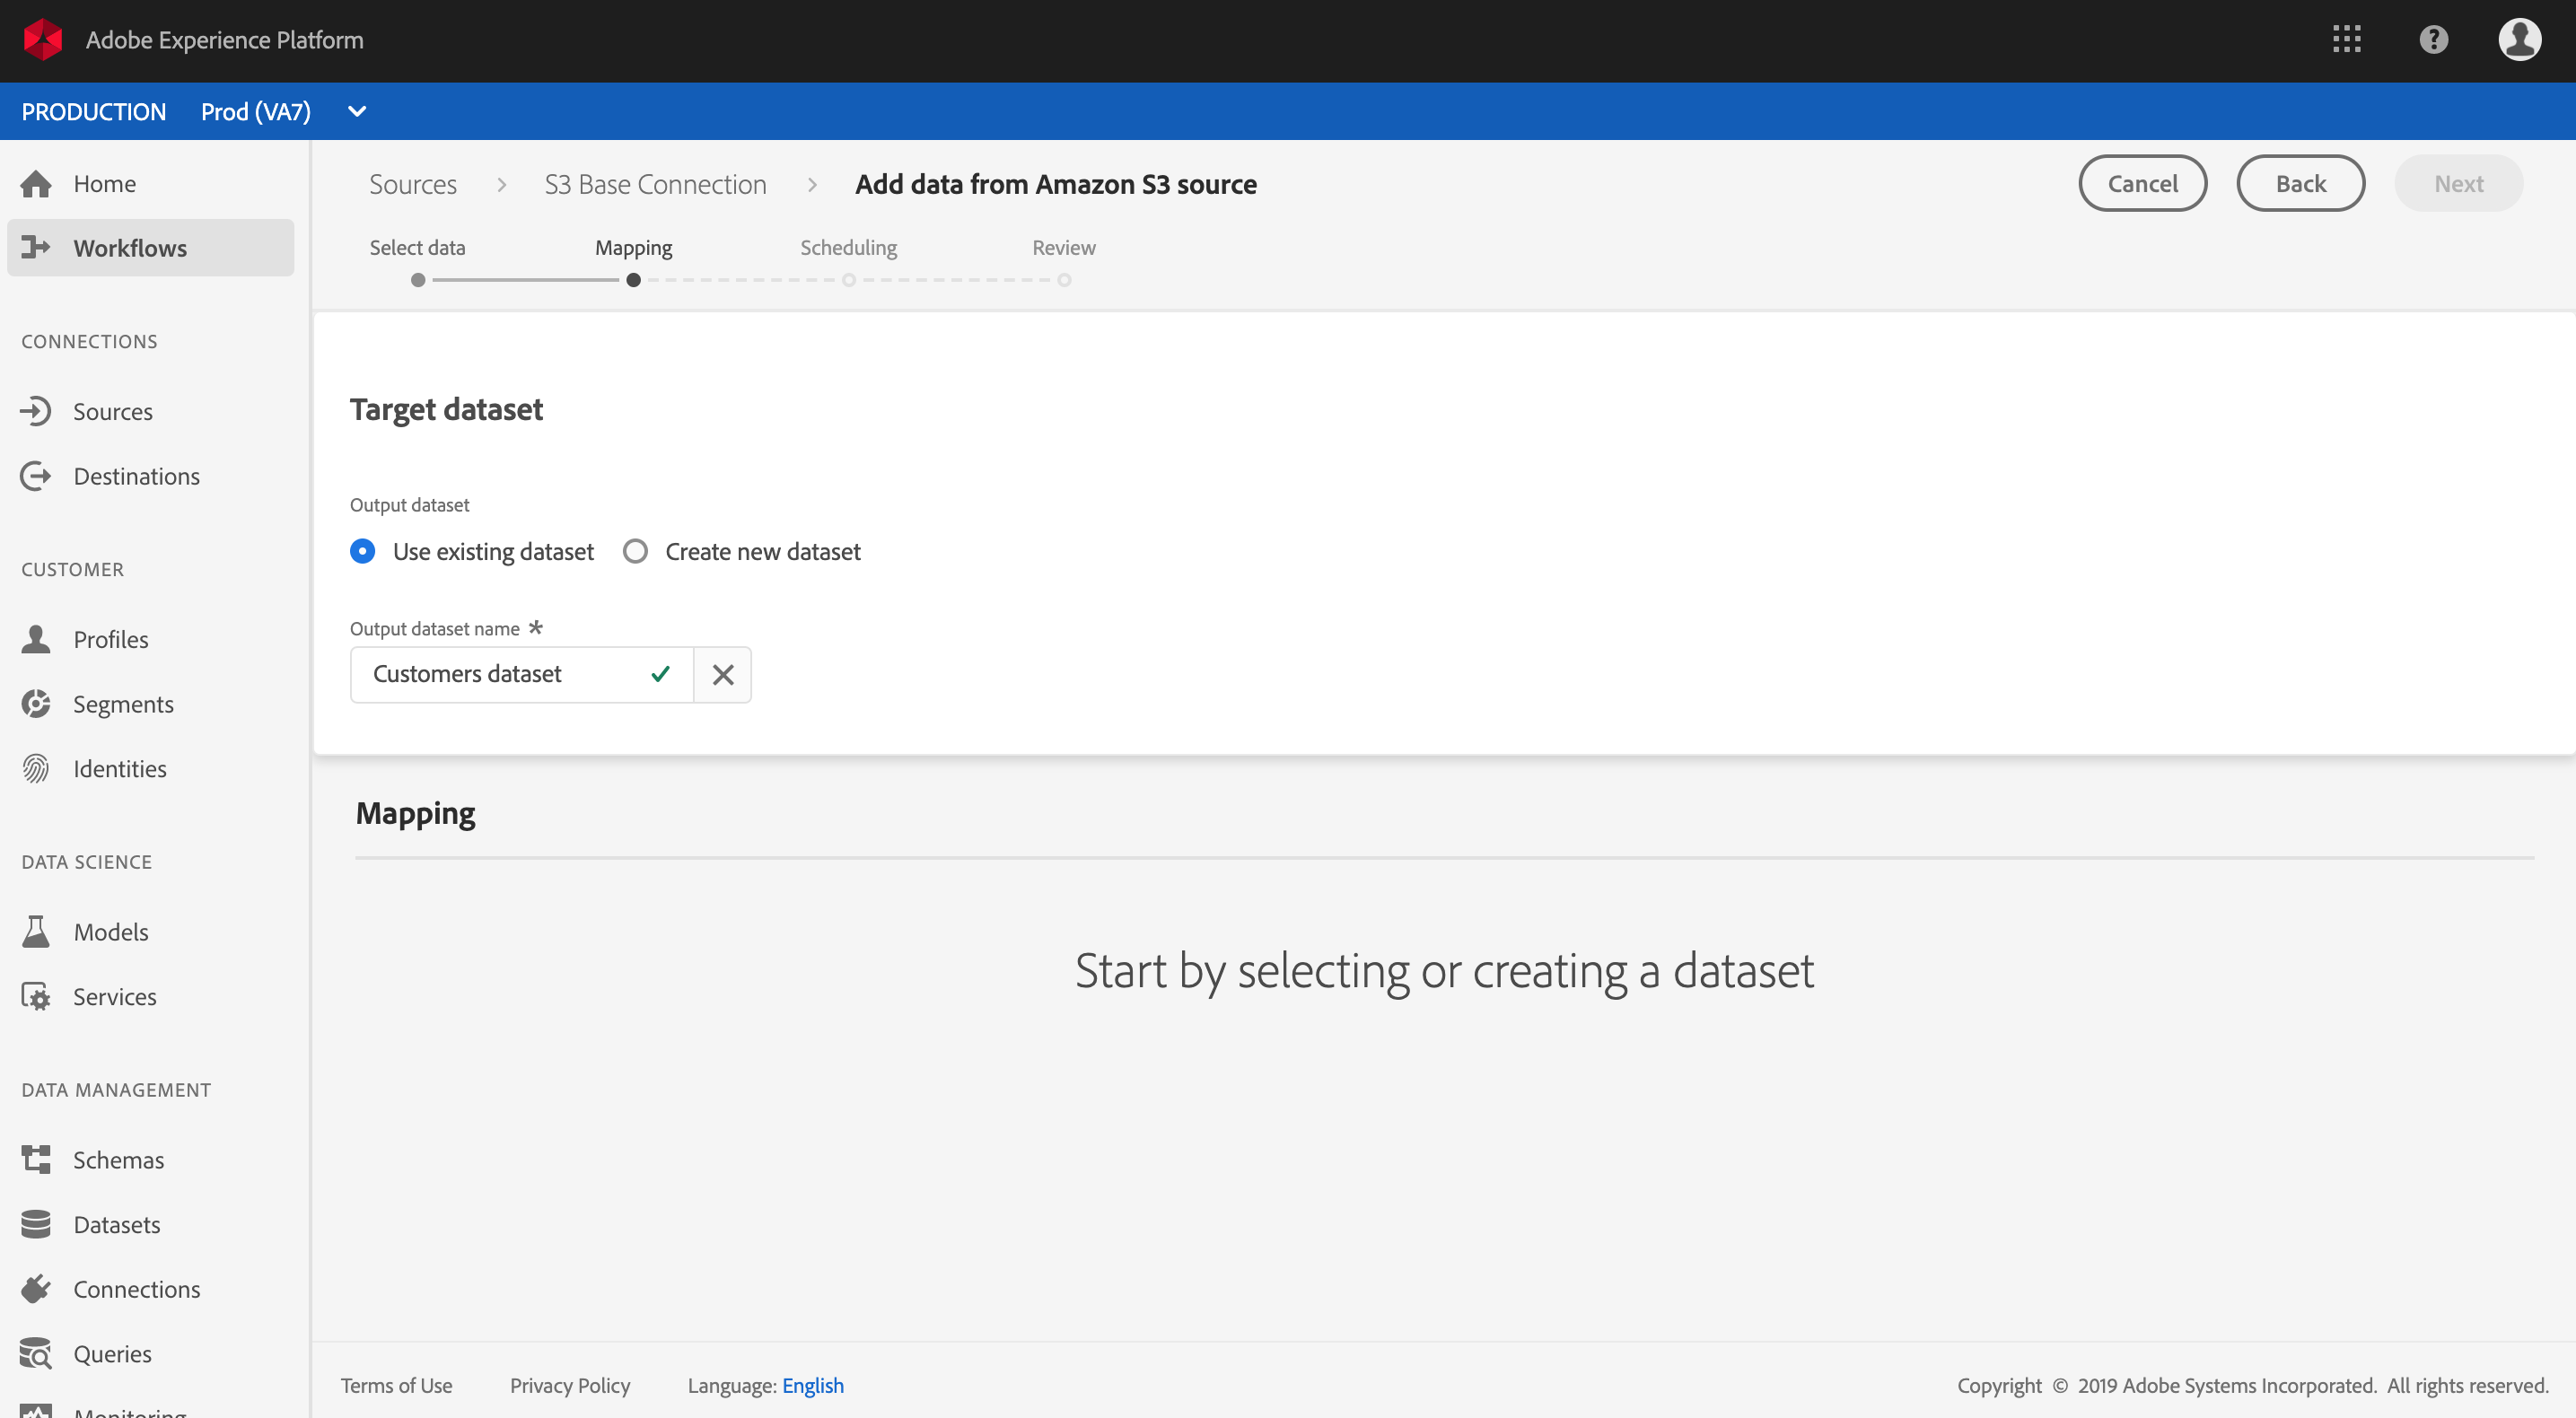 Adobe Experience Platform
?
PRODUCTION Prod (VA7)
Home
Workflows
CONNECTIONS
Sources
Destinations
CUSTOMER
Profiles
Segments
Identities
DATA SCIENCE
Models
Services
DATA MANAGEMENT
Schemas
Datasets
Connections
Queries
Monitoring
Sources > S3 Base Connection > Add data from Amazon S3 source
Cancel Back Next
Select data Mapping Scheduling Review
Target dataset
Output dataset
Use existing dataset Create new dataset
Output dataset name *
Customers dataset
Mapping
Start by selecting or creating a dataset
Terms of Use Privacy Policy Language: English
Copyright © 2019 Adobe Systems Incorporated. All rights reserved.